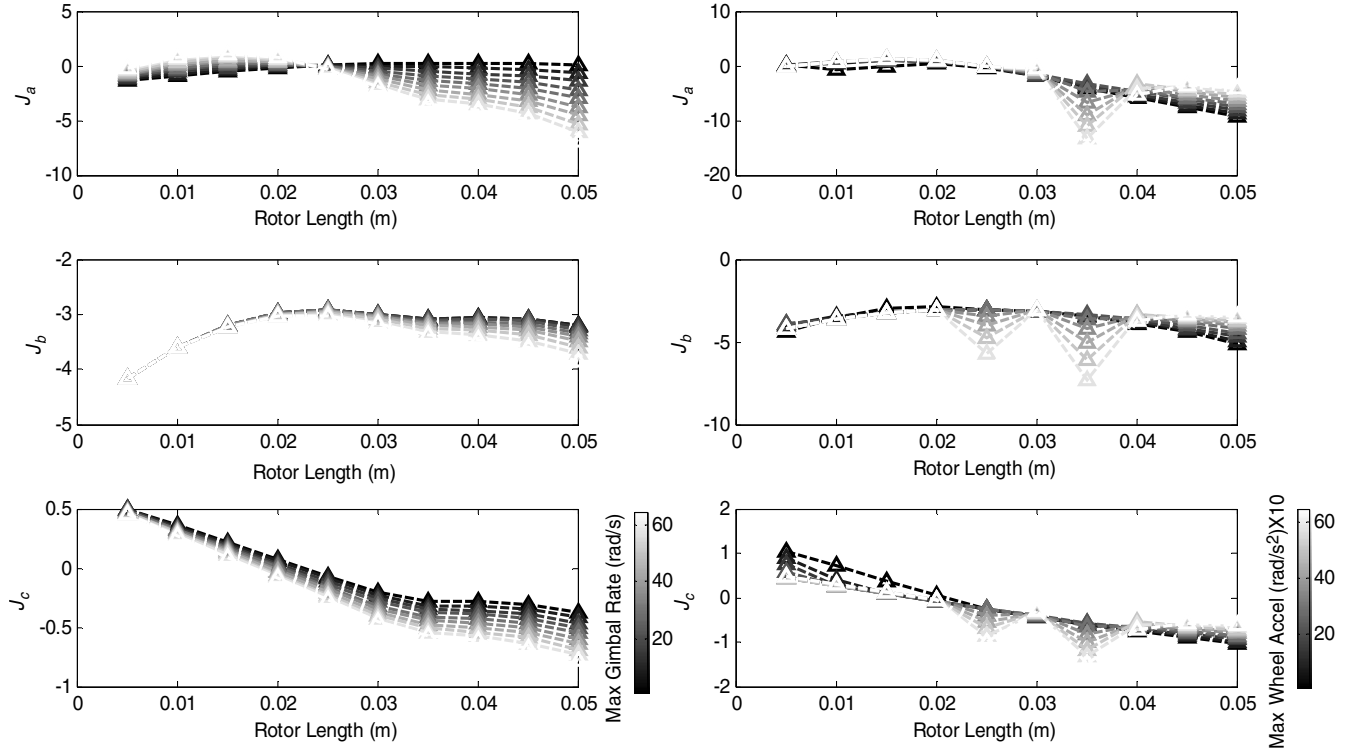 5
0
-5
-10
J_a
0 0.01 0.02 0.03 0.04 0.05
Rotor Length (m)
10
0
-10
-20
J_a
0 0.01 0.02 0.03 0.04 0.05
Rotor Length (m)
-2
-3
-4
-5
J_b
0 0.01 0.02 0.03 0.04 0.05
Rotor Length (m)
0
-5
-10
J_b
0 0.01 0.02 0.03 0.04 0.05
Rotor Length (m)
0.5
0
-0.5
-1
J_c
0 0.01 0.02 0.03 0.04 0.05
Rotor Length (m)
Max Gimbal Rate (rad/s)
60
40
20
2
1
0
-1
-2
J_c
0 0.01 0.02 0.03 0.04 0.05
Rotor Length (m)
Max Wheel Accel (rad/s²)X10
60
40
20